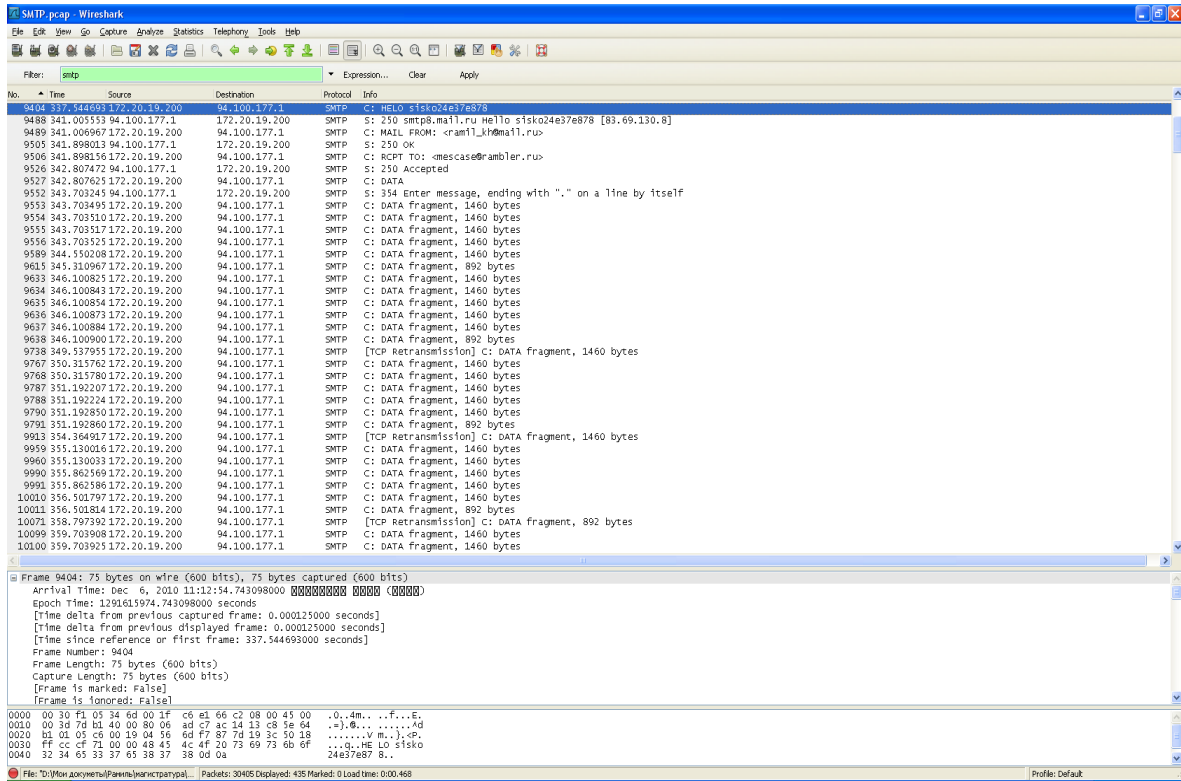 SMTP.pcap - Wireshark
File Edit View Go Capture Analyze Statistics Telephony Tools Help
Filter: smtp Expression... Clear Apply
No. Time Source Destination Protocol Info
9404 337.544693 172.20.19.200 94.100.177.1 SMTP C: HELO sisko24e37e878
9488 341.005553 94.100.177.1 172.20.19.200 SMTP S: 250 smtp8.mail.ru Hello sisko24e37e878 [83.69.130.8]
9489 341.006967 172.20.19.200 94.100.177.1 SMTP C: MAIL FROM: <ramil_kh@mail.ru>
9505 341.898013 94.100.177.1 172.20.19.200 SMTP S: 250 OK
9506 341.898156 172.20.19.200 94.100.177.1 SMTP C: RCPT TO: <mescase@rambler.ru>
9526 342.807472 94.100.177.1 172.20.19.200 SMTP S: 250 Accepted
9527 342.807625 172.20.19.200 94.100.177.1 SMTP C: DATA
9552 343.703245 94.100.177.1 172.20.19.200 SMTP S: 354 Enter message, ending with "." on a line by itself
9553 343.703495 172.20.19.200 94.100.177.1 SMTP C: DATA fragment, 1460 bytes
9554 343.703510 172.20.19.200 94.100.177.1 SMTP C: DATA fragment, 1460 bytes
9555 343.703517 172.20.19.200 94.100.177.1 SMTP C: DATA fragment, 1460 bytes
9556 343.703525 172.20.19.200 94.100.177.1 SMTP C: DATA fragment, 1460 bytes
9589 344.550208 172.20.19.200 94.100.177.1 SMTP C: DATA fragment, 1460 bytes
9615 345.310967 172.20.19.200 94.100.177.1 SMTP C: DATA fragment, 892 bytes
9633 346.100825 172.20.19.200 94.100.177.1 SMTP C: DATA fragment, 1460 bytes
9634 346.100843 172.20.19.200 94.100.177.1 SMTP C: DATA fragment, 1460 bytes
9635 346.100854 172.20.19.200 94.100.177.1 SMTP C: DATA fragment, 1460 bytes
9636 346.100873 172.20.19.200 94.100.177.1 SMTP C: DATA fragment, 1460 bytes
9637 346.100884 172.20.19.200 94.100.177.1 SMTP C: DATA fragment, 1460 bytes
9638 346.100900 172.20.19.200 94.100.177.1 SMTP C: DATA fragment, 892 bytes
9738 349.537955 172.20.19.200 94.100.177.1 SMTP [TCP Retransmission] C: DATA fragment, 1460 bytes
9767 350.315762 172.20.19.200 94.100.177.1 SMTP C: DATA fragment, 1460 bytes
9768 350.315780 172.20.19.200 94.100.177.1 SMTP C: DATA fragment, 1460 bytes
9787 351.192207 172.20.19.200 94.100.177.1 SMTP C: DATA fragment, 1460 bytes
9788 351.192224 172.20.19.200 94.100.177.1 SMTP C: DATA fragment, 1460 bytes
9790 351.192850 172.20.19.200 94.100.177.1 SMTP C: DATA fragment, 1460 bytes
9791 351.192860 172.20.19.200 94.100.177.1 SMTP C: DATA fragment, 892 bytes
9913 354.364917 172.20.19.200 94.100.177.1 SMTP [TCP Retransmission] C: DATA fragment, 1460 bytes
9959 355.130016 172.20.19.200 94.100.177.1 SMTP C: DATA fragment, 1460 bytes
9960 355.130033 172.20.19.200 94.100.177.1 SMTP C: DATA fragment, 1460 bytes
9990 355.862569 172.20.19.200 94.100.177.1 SMTP C: DATA fragment, 1460 bytes
9991 355.862586 172.20.19.200 94.100.177.1 SMTP C: DATA fragment, 1460 bytes
10010 356.501797 172.20.19.200 94.100.177.1 SMTP C: DATA fragment, 1460 bytes
10011 356.501814 172.20.19.200 94.100.177.1 SMTP C: DATA fragment, 892 bytes
10071 358.797392 172.20.19.200 94.100.177.1 SMTP [TCP Retransmission] C: DATA fragment, 892 bytes
10099 359.703908 172.20.19.200 94.100.177.1 SMTP C: DATA fragment, 1460 bytes
10100 359.703925 172.20.19.200 94.100.177.1 SMTP C: DATA fragment, 1460 bytes
Frame 9404: 75 bytes on wire (600 bits), 75 bytes captured (600 bits)
Arrival Time: Dec 6, 2010 11:12:54.743098000
Epoch Time: 1291615974.743098000 seconds
[Time delta from previous captured frame: 0.000125000 seconds]
[Time delta from previous displayed frame: 0.000125000 seconds]
[Time since reference or first frame: 337.544693000 seconds]
Frame Number: 9404
Frame Length: 75 bytes (600 bits)
Capture Length: 75 bytes (600 bits)
[Frame is marked: False]
[Frame is ignored: False]
0000 00 30 f1 05 34 6d 00 1f c6 e1 66 c2 08 00 45 00 .0..4m.. ..f...E.
0010 00 3d 7d b1 40 00 80 06 ad c7 ac 14 13 c8 5e 64 .=}.@... ......^d
0020 b1 01 05 c6 00 19 04 56 6d f7 87 7d 19 3c 50 18 .......V m..}.<P.
0030 ff cc cf 71 00 00 48 45 4c 4f 20 73 69 73 6b 6f ...q..HE LO sisko
0040 32 34 65 33 37 65 38 37 38 0d 0a 24e37e87 8..
File: "D:\Мои документы\Рамиль\магистратура\... Packets: 30405 Displayed: 435 Marked: 0 Load time: 0:00.468 Profile: Default